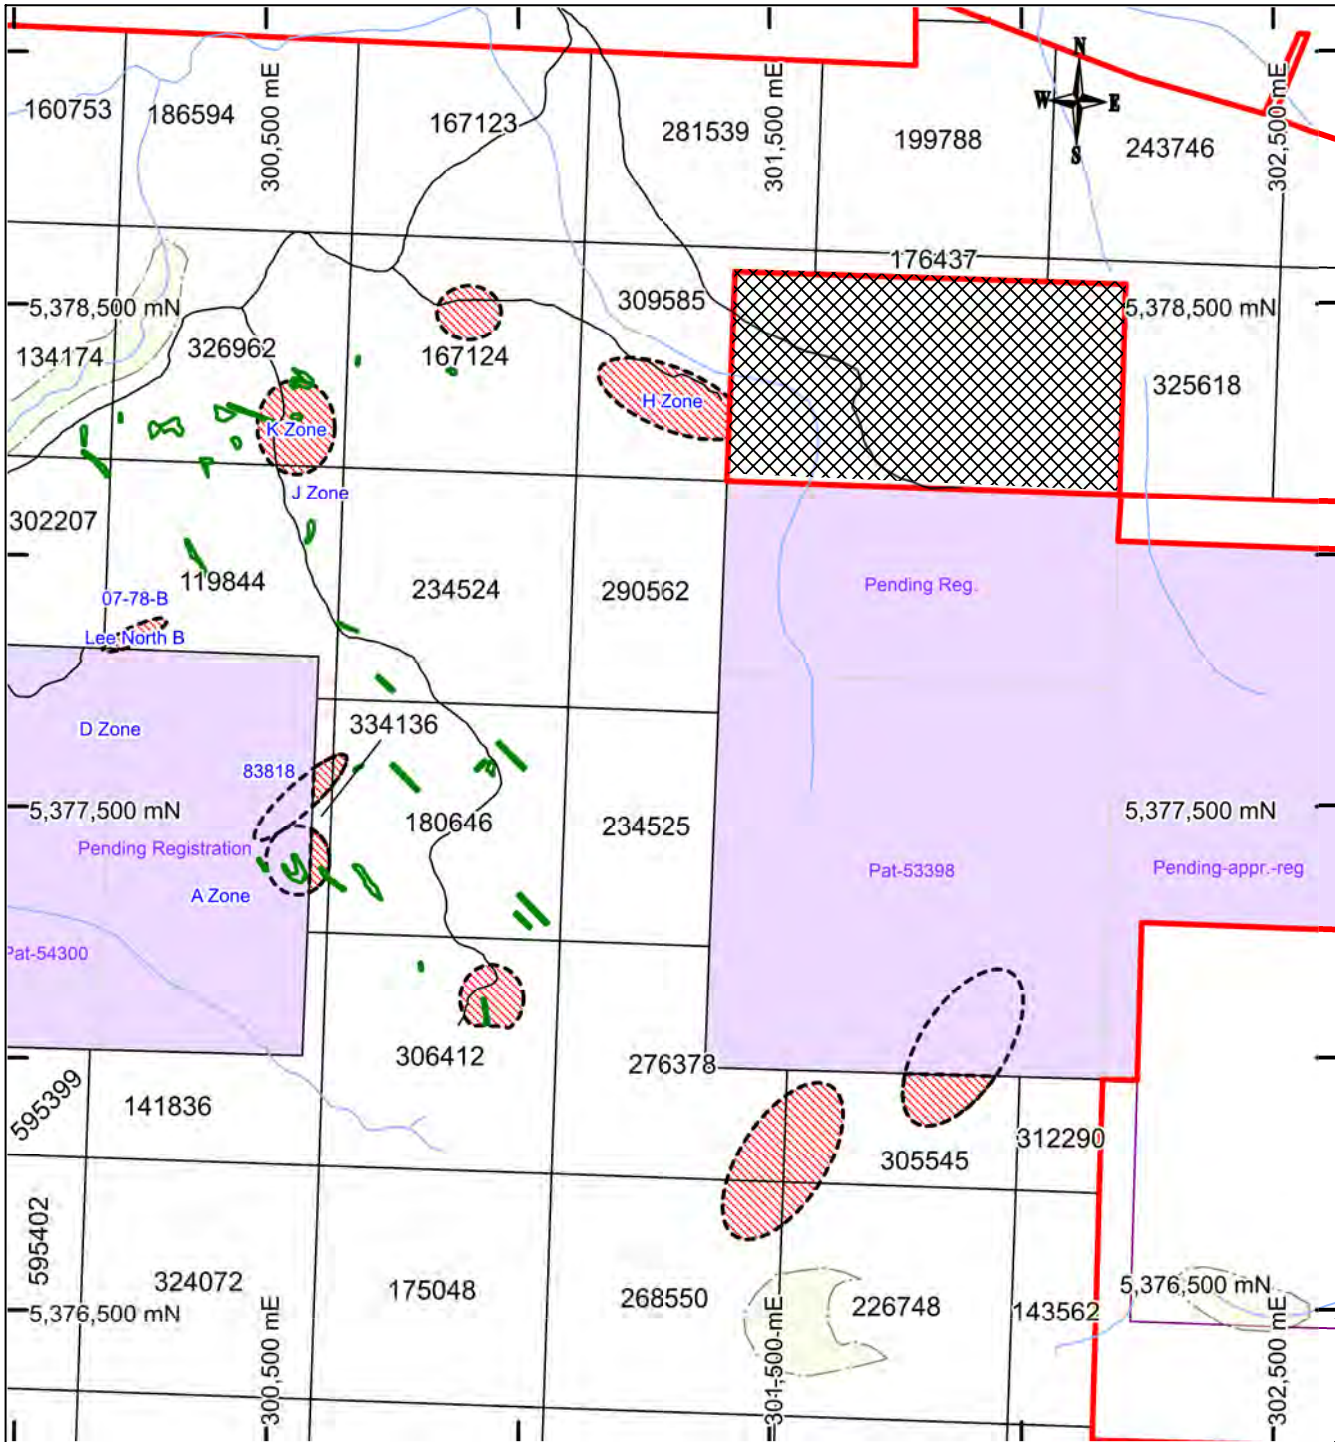 N
W E
S
300,500 mE
301,500 mE
302,500 mE
160753
186594
167123
281539
199788
243746
176437
5,378,500 mN
309585
5,378,500 mN
134174
326962
167124
325618
H Zone
K Zone
J Zone
302207
119844
234524
290562
Pending Reg.
07-78-B
Lee North B
D Zone
334136
83818
5,377,500 mN
180646
234525
5,377,500 mN
Pending Registration
Pat-53398
Pending-appr.-reg
A Zone
Pat-54300
306412
276378
595399
141836
312290
305545
595402
324072
175048
268550
226748
143562
5,376,500 mN
5,376,500 mN
300,500 mE
301,500 mE
302,500 mE